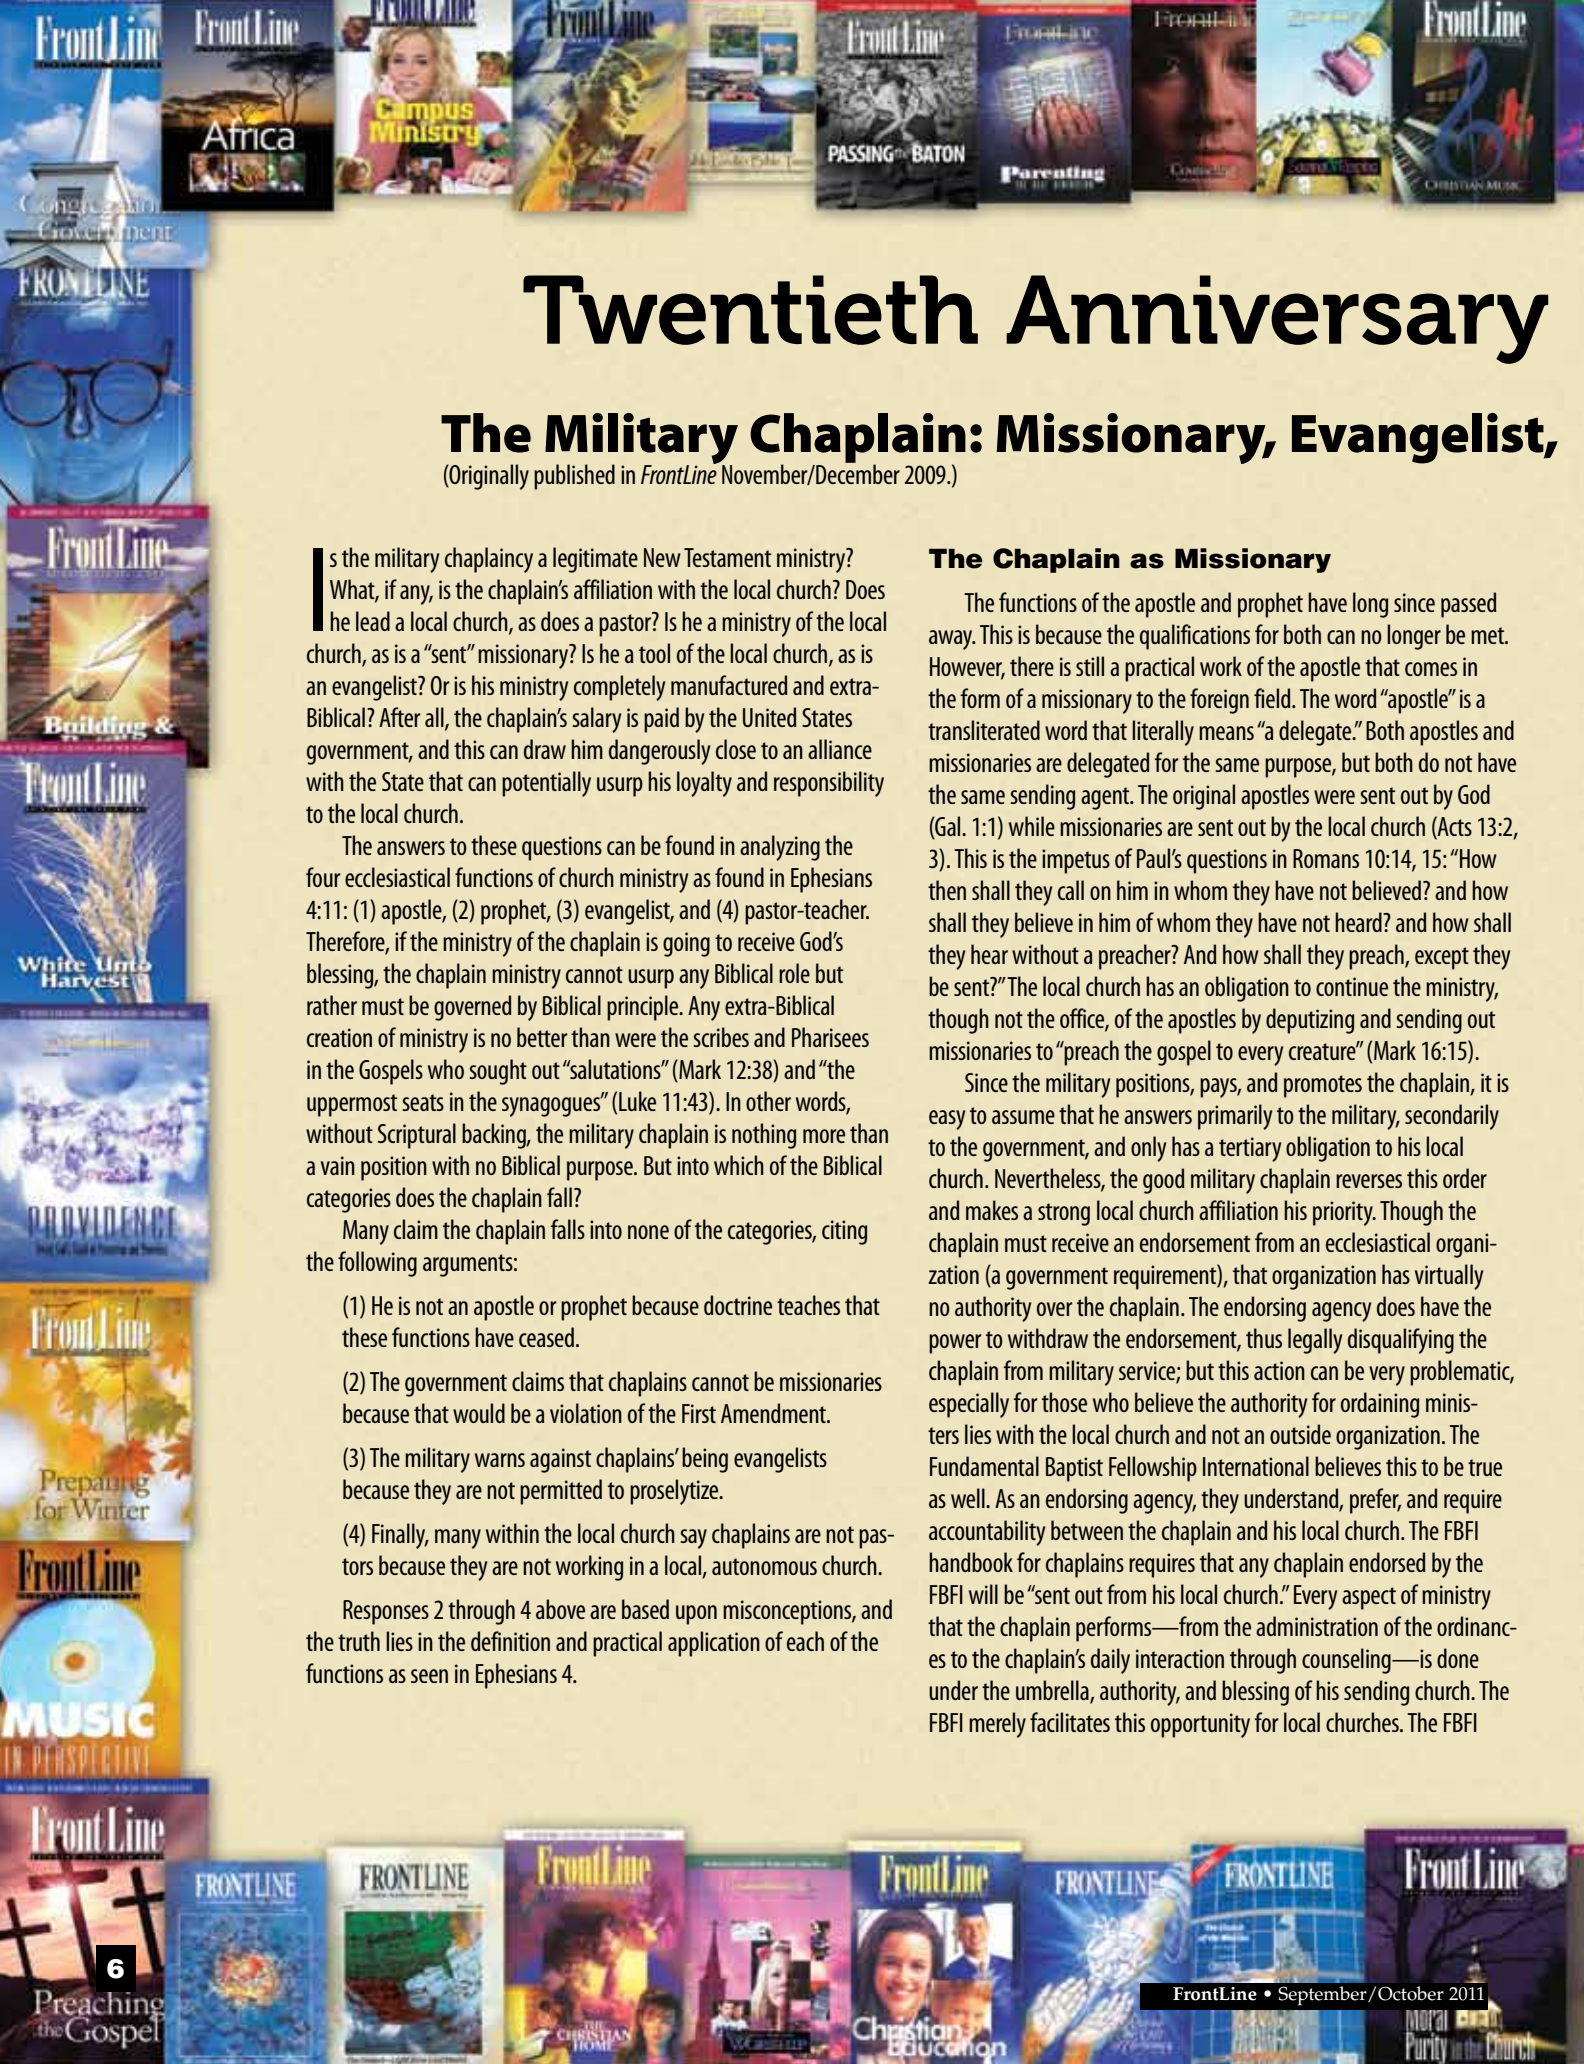 FrontLine
FrontLine
FrontLine
FrontLine
FrontLine
FrontLine
FrontLine
FrontLine
Africa
Campus
Ministry
PASSING the BATON
Parenting
CHRISTIAN MUSIC
Government
FRONTLINE
FrontLine
Building &
FrontLine
White Unto
Harvest
PROVIDENCE
FrontLine
Preparing
for Winter
FrontLine
MUSIC
IN PERSPECTIVE
FrontLine
Preaching
the Gospel
Twentieth Anniversary
The Military Chaplain: Missionary, Evangelist,
(Originally published in FrontLine November/December 2009.)
Is the military chaplaincy a legitimate New Testament ministry?
What, if any, is the chaplain’s affiliation with the local church? Does
he lead a local church, as does a pastor? Is he a ministry of the local
church, as is a “sent” missionary? Is he a tool of the local church, as is
an evangelist? Or is his ministry completely manufactured and extra-
Biblical? After all, the chaplain’s salary is paid by the United States
government, and this can draw him dangerously close to an alliance
with the State that can potentially usurp his loyalty and responsibility
to the local church.
The answers to these questions can be found in analyzing the
four ecclesiastical functions of church ministry as found in Ephesians
4:11: (1) apostle, (2) prophet, (3) evangelist, and (4) pastor-teacher.
Therefore, if the ministry of the chaplain is going to receive God’s
blessing, the chaplain ministry cannot usurp any Biblical role but
rather must be governed by Biblical principle. Any extra-Biblical
creation of ministry is no better than were the scribes and Pharisees
in the Gospels who sought out “salutations” (Mark 12:38) and “the
uppermost seats in the synagogues” (Luke 11:43). In other words,
without Scriptural backing, the military chaplain is nothing more than
a vain position with no Biblical purpose. But into which of the Biblical
categories does the chaplain fall?
Many claim the chaplain falls into none of the categories, citing
the following arguments:
(1) He is not an apostle or prophet because doctrine teaches that
these functions have ceased.
(2) The government claims that chaplains cannot be missionaries
because that would be a violation of the First Amendment.
(3) The military warns against chaplains’ being evangelists
because they are not permitted to proselytize.
(4) Finally, many within the local church say chaplains are not pas-
tors because they are not working in a local, autonomous church.
Responses 2 through 4 above are based upon misconceptions, and
the truth lies in the definition and practical application of each of the
functions as seen in Ephesians 4.
The Chaplain as Missionary
The functions of the apostle and prophet have long since passed
away. This is because the qualifications for both can no longer be met.
However, there is still a practical work of the apostle that comes in
the form of a missionary to the foreign field. The word “apostle” is a
transliterated word that literally means “a delegate.” Both apostles and
missionaries are delegated for the same purpose, but both do not have
the same sending agent. The original apostles were sent out by God
(Gal. 1:1) while missionaries are sent out by the local church (Acts 13:2,
3). This is the impetus of Paul’s questions in Romans 10:14, 15: “How
then shall they call on him in whom they have not believed? and how
shall they believe in him of whom they have not heard? and how shall
they hear without a preacher? And how shall they preach, except they
be sent?” The local church has an obligation to continue the ministry,
though not the office, of the apostles by deputizing and sending out
missionaries to “preach the gospel to every creature” (Mark 16:15).
Since the military positions, pays, and promotes the chaplain, it is
easy to assume that he answers primarily to the military, secondarily
to the government, and only has a tertiary obligation to his local
church. Nevertheless, the good military chaplain reverses this order
and makes a strong local church affiliation his priority. Though the
chaplain must receive an endorsement from an ecclesiastical organi-
zation (a government requirement), that organization has virtually
no authority over the chaplain. The endorsing agency does have the
power to withdraw the endorsement, thus legally disqualifying the
chaplain from military service; but this action can be very problematic,
especially for those who believe the authority for ordaining minis-
ters lies with the local church and not an outside organization. The
Fundamental Baptist Fellowship International believes this to be true
as well. As an endorsing agency, they understand, prefer, and require
accountability between the chaplain and his local church. The FBFI
handbook for chaplains requires that any chaplain endorsed by the
FBFI will be “sent out from his local church.” Every aspect of ministry
that the chaplain performs—from the administration of the ordinanc-
es to the chaplain’s daily interaction through counseling—is done
under the umbrella, authority, and blessing of his sending church. The
FBFI merely facilitates this opportunity for local churches. The FBFI
FRONTLINE
FRONTLINE
FrontLine
FrontLine
FRONTLINE
FRONTLINE
FrontLine
THE
CHRISTIAN
HOME
WORSHIP
Christian
Education
Moral
Purity in the Church
6
FrontLine • September/October 2011